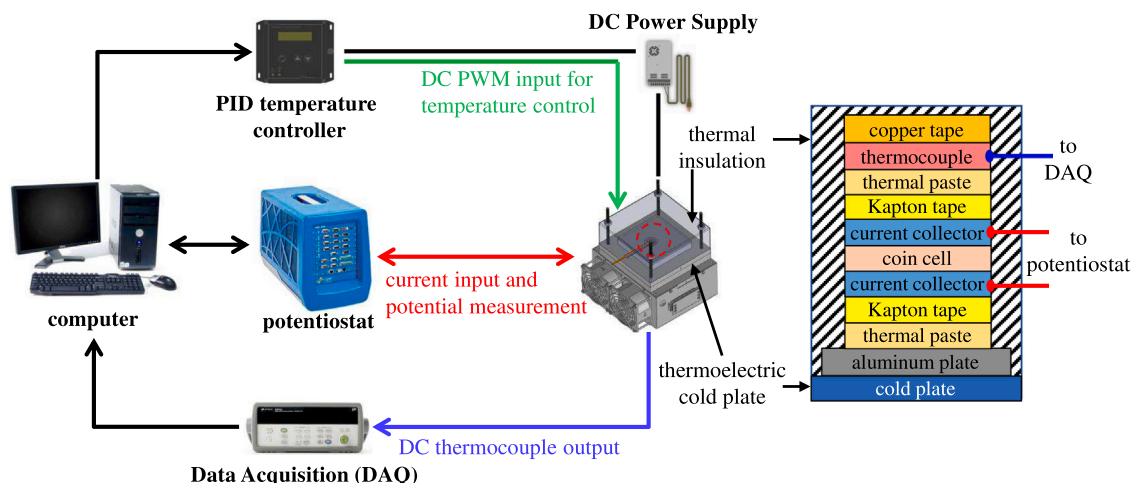 DC Power Supply
DC PWM input for
temperature control
PID temperature
controller
thermal
insulation
copper tape
thermocouple
to
DAQ
thermal paste
Kapton tape
current collector
to
potentiostat
coin cell
current collector
Kapton tape
thermal paste
aluminum plate
cold plate
current input and
potential measurement
computer
potentiostat
thermoelectric
cold plate
DC thermocouple output
Data Acquisition (DAQ)